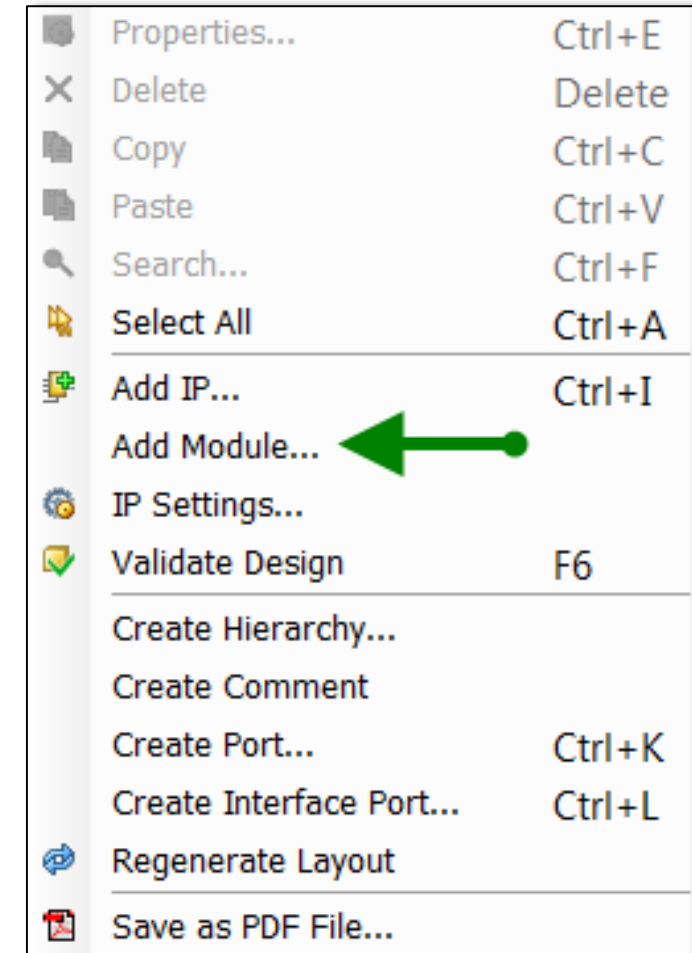 Properties... Ctrl+E
Delete Delete
Copy Ctrl+C
Paste Ctrl+V
Search... Ctrl+F
Select All Ctrl+A
Add IP... Ctrl+I
Add Module...
IP Settings...
Validate Design F6
Create Hierarchy...
Create Comment
Create Port... Ctrl+K
Create Interface Port... Ctrl+L
Regenerate Layout
Save as PDF File...